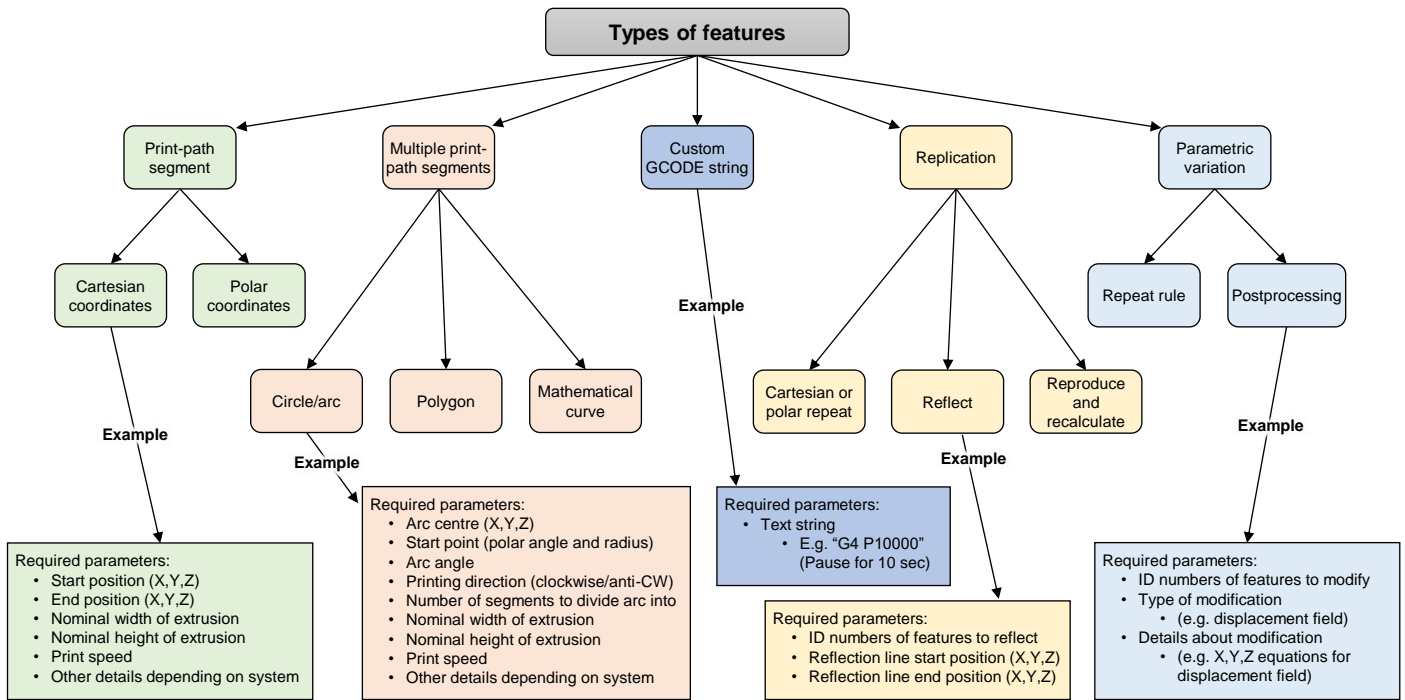 Types of features
Print-path
segment
Multiple print-
path segments
Custom
GCODE string
Replication
Parametric
variation
Cartesian
coordinates
Polar
coordinates
Repeat rule
Postprocessing
Example
Circle/arc
Polygon
Mathematical
curve
Cartesian or
polar repeat
Reflect
Reproduce
and
recalculate
Example
Example
Example
Example
Required parameters:
• Start position (X,Y,Z)
• End position (X,Y,Z)
• Nominal width of extrusion
• Nominal height of extrusion
• Print speed
• Other details depending on system
Required parameters:
• Arc centre (X,Y,Z)
• Start point (polar angle and radius)
• Arc angle
• Printing direction (clockwise/anti-CW)
• Number of segments to divide arc into
• Nominal width of extrusion
• Nominal height of extrusion
• Print speed
• Other details depending on system
Required parameters:
• Text string
• E.g. “G4 P10000”
(Pause for 10 sec)
Required parameters:
• ID numbers of features to reflect
• Reflection line start position (X,Y,Z)
• Reflection line end position (X,Y,Z)
Required parameters:
• ID numbers of features to modify
• Type of modification
• (e.g. displacement field)
• Details about modification
• (e.g. X,Y,Z equations for
displacement field)